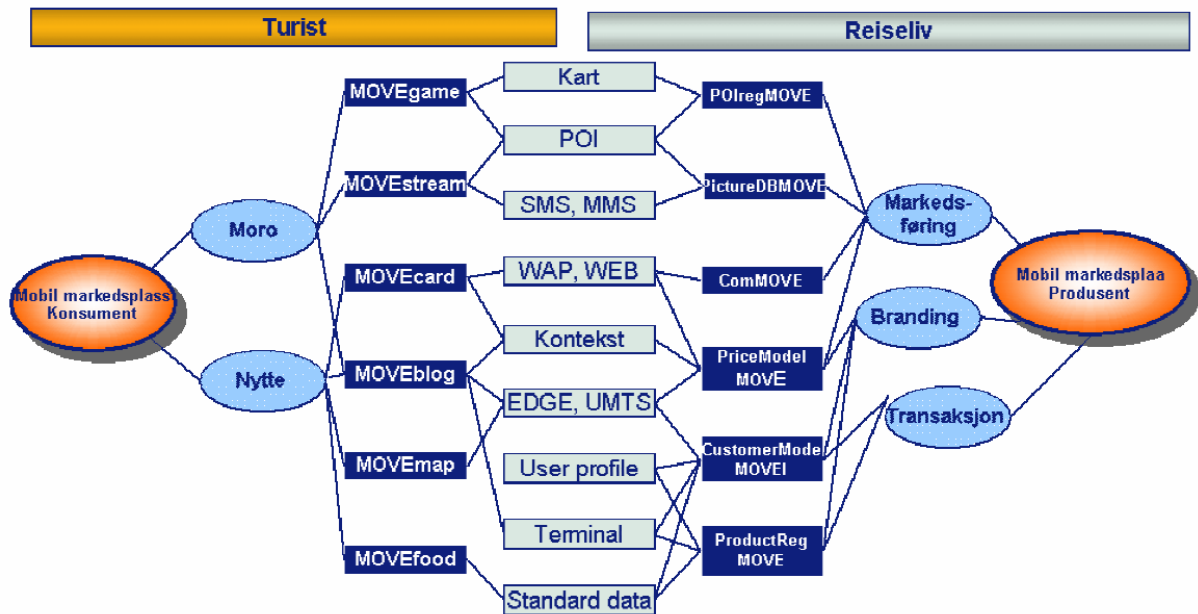 Turist
Reiseliv
Kart
MOVEgame
POIregMOVE
POI
MOVEstream
PictureDBMOVE
SMS, MMS
Markeds-
føring
Moro
MOVEcard
WAP, WEB
ComMOVE
Mobil markedsplass
Konsument
Mobil markedsplaa
Produsent
Branding
Kontekst
Nytte
MOVEblog
PriceModel
MOVE
EDGE, UMTS
Transaksjon
MOVEmap
User profile
CustomerModel
MOVEl
Terminal
ProductReg
MOVE
MOVEfood
Standard data